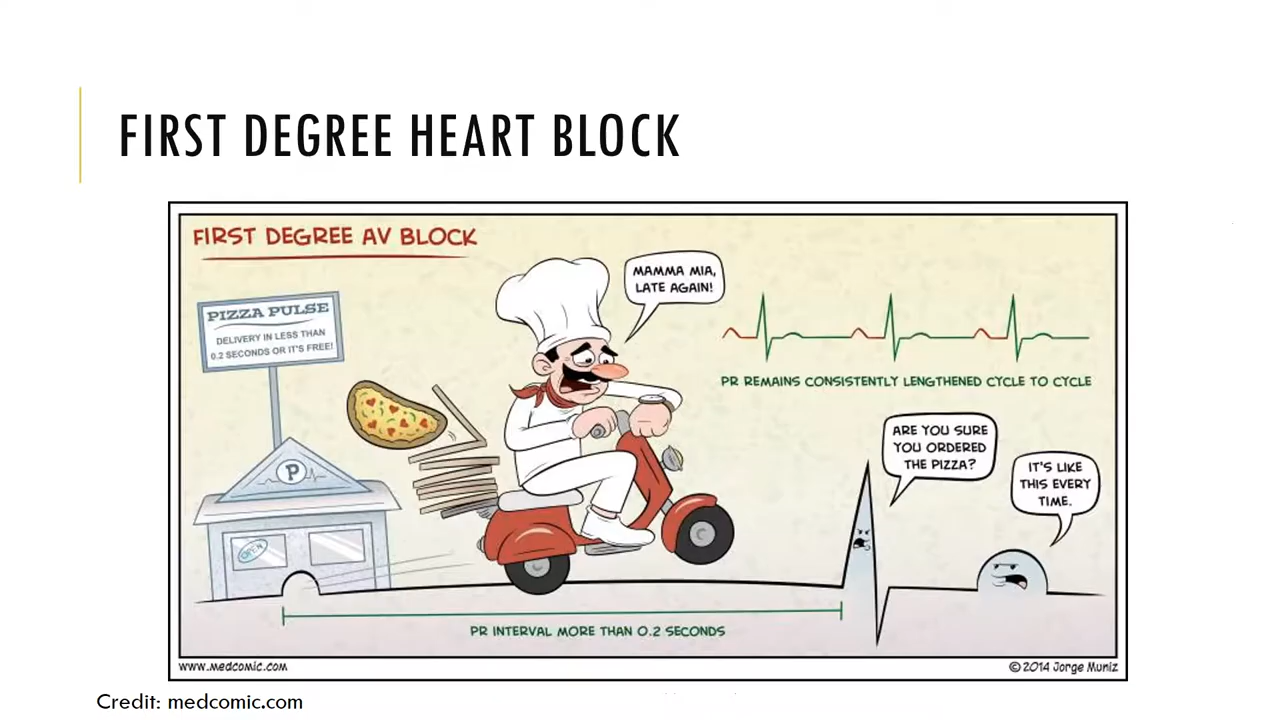 FIRST DEGREE HEART BLOCK
FIRST DEGREE AV BLOCK
PIZZA PULSE
DELIVERY IN LESS THAN
0.2 SECONDS OR IT'S FREE!
MAMMA MIA,
LATE AGAIN!
PR REMAINS CONSISTENTLY LENGTHENED CYCLE TO CYCLE
ARE YOU SURE
YOU ORDERED
THE PIZZA?
IT'S LIKE
THIS EVERY
TIME.
P
OPEN
PR INTERVAL MORE THAN 0.2 SECONDS
www.medcomic.com
© 2014 Jorge Muniz
Credit: medcomic.com